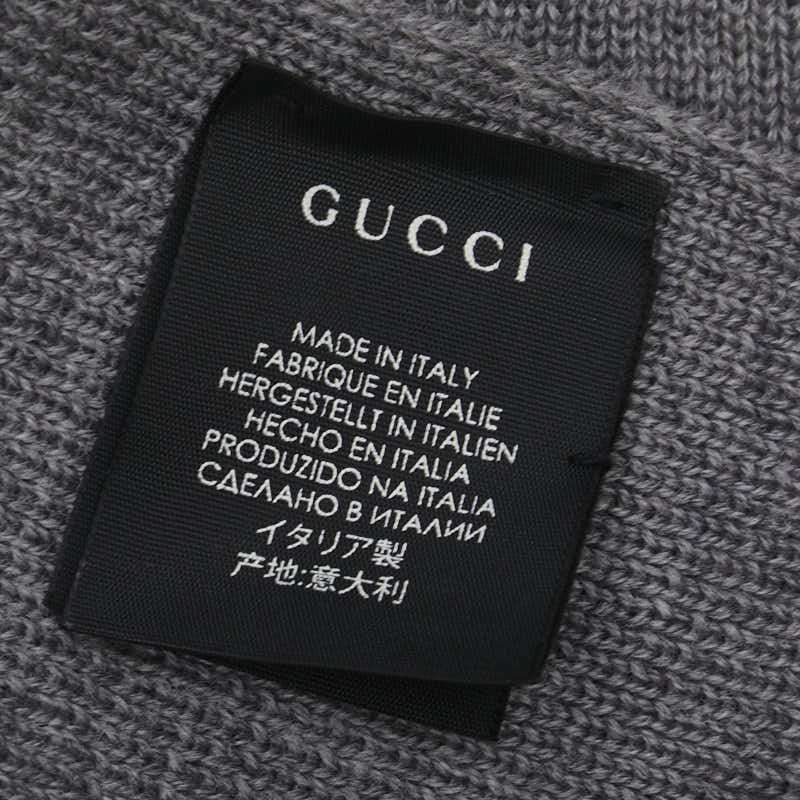 GUCCI
MADE IN ITALY
FABRIQUE EN ITALIE
HERGESTELLT IN ITALIEN
HECHO EN ITALIA
PRODUZIDO NA ITALIA
СДЕЛАНО В ИТАЛИИ
イタリア製
产地:意大利